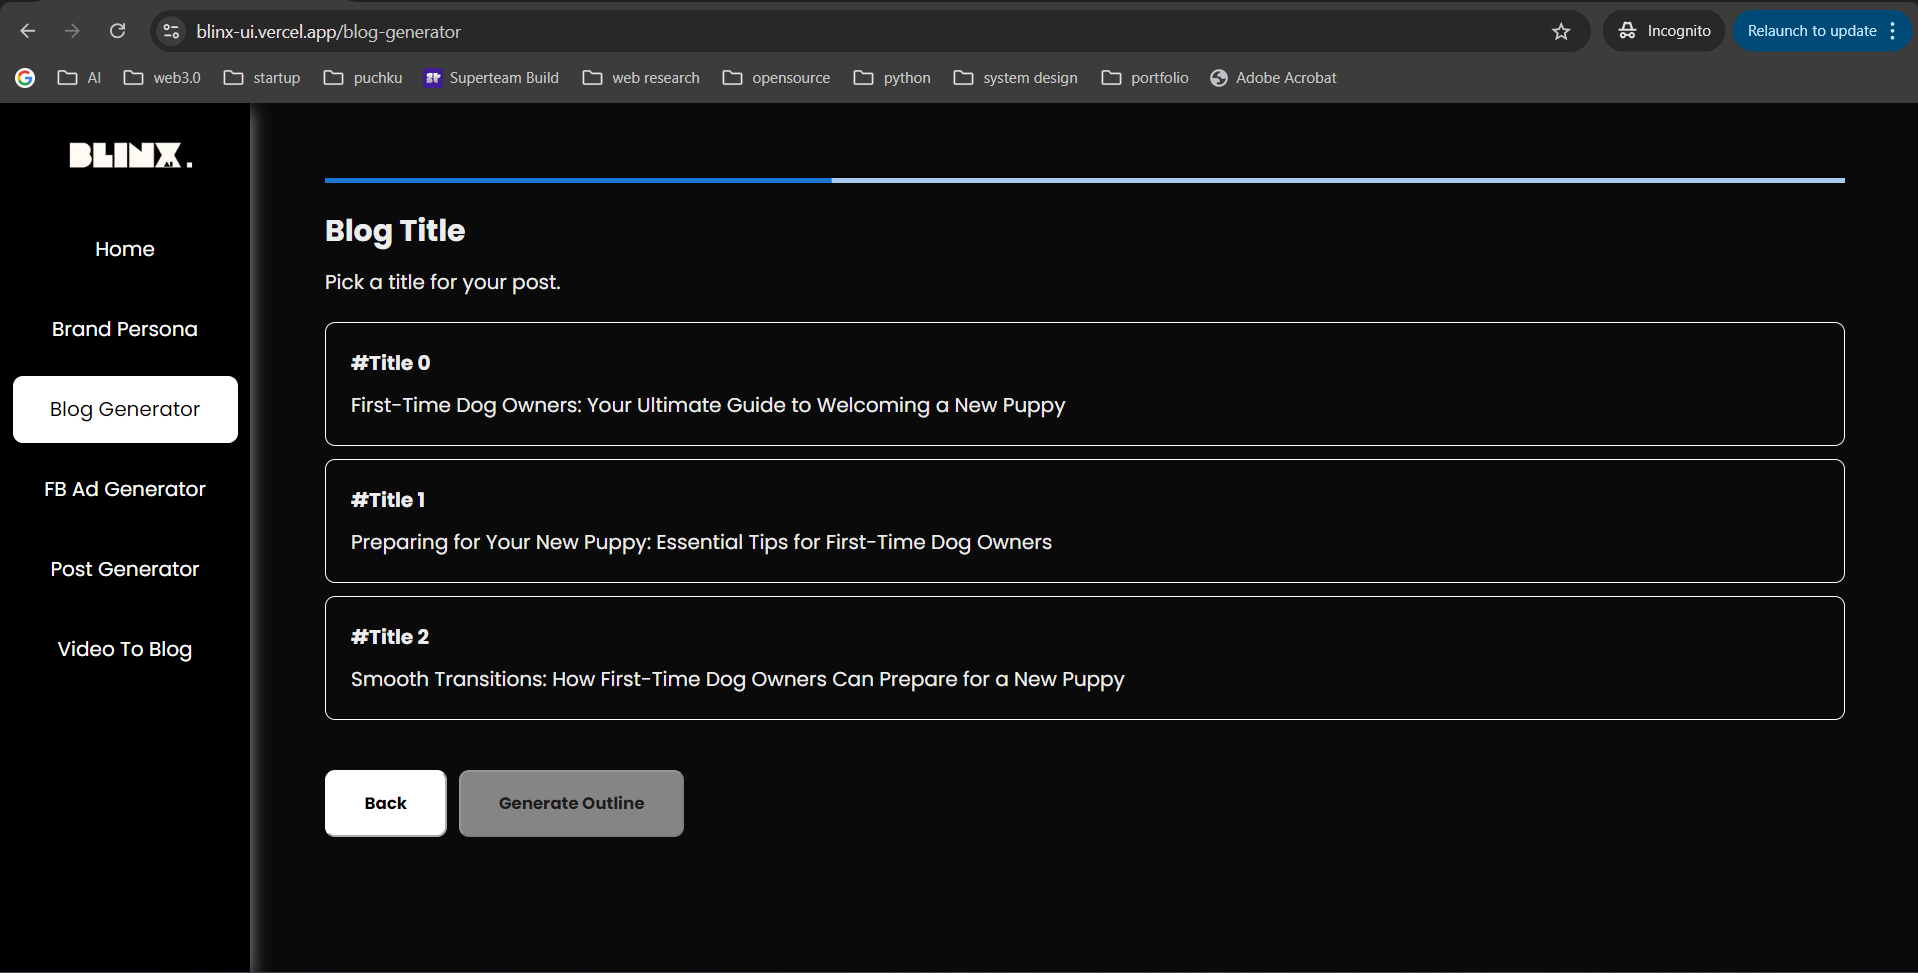 blinx-ui.vercel.app/blog-generator
Incognito
Relaunch to update
AI
web3.0
startup
puchku
Superteam Build
web research
opensource
python
system design
portfolio
Adobe Acrobat
BLINX.
AI
Home
Brand Persona
Blog Generator
FB Ad Generator
Post Generator
Video To Blog
Blog Title
Pick a title for your post.
#Title 0
First-Time Dog Owners: Your Ultimate Guide to Welcoming a New Puppy
#Title 1
Preparing for Your New Puppy: Essential Tips for First-Time Dog Owners
#Title 2
Smooth Transitions: How First-Time Dog Owners Can Prepare for a New Puppy
Back
Generate Outline